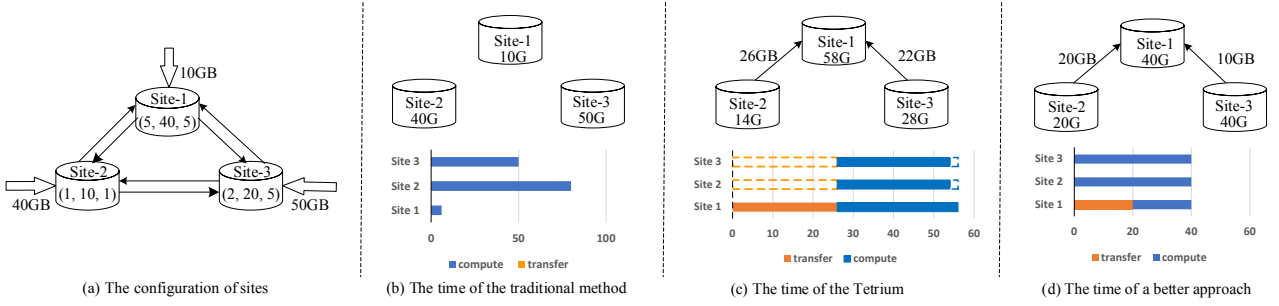 10GB
Site-1
(5, 40, 5)
Site-2
(1, 10, 1)
Site-3
(2, 20, 5)
40GB
50GB
(a) The configuration of sites
Site-1
10G
Site-2
40G
Site-3
50G
Site 3
Site 2
Site 1
0
50
100
compute
transfer
(b) The time of the traditional method
26GB
Site-1
58G
22GB
Site-2
14G
Site-3
28G
Site 3
Site 2
Site 1
0
10
20
30
40
50
60
transfer
compute
(c) The time of the Tetrium
20GB
Site-1
40G
10GB
Site-2
20G
Site-3
40G
Site 3
Site 2
Site 1
0
20
40
60
transfer
compute
(d) The time of a better approach